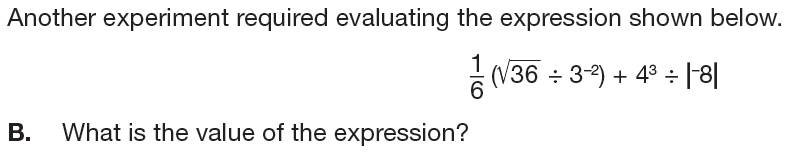 Another experiment required evaluating the expression shown below.
1/6 (√36 ÷ 3⁻²) + 4³ ÷ |⁻8|
B. What is the value of the expression?